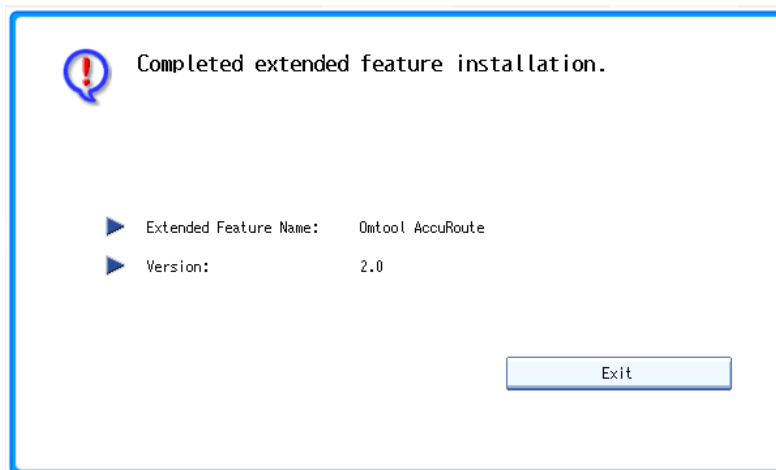 Completed extended feature installation.
Extended Feature Name: Omtool AccuRoute
Version: 2.0
Exit